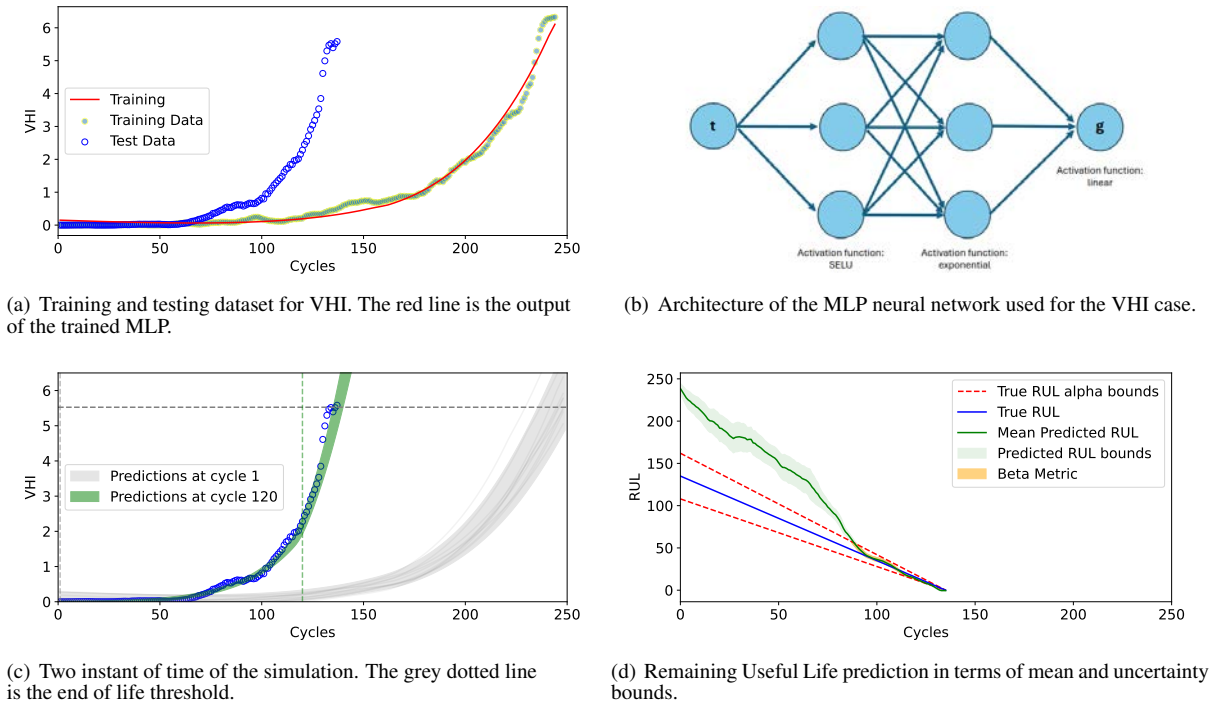 6
5
4
3
2
1
0
VHI
Training
Training Data
Test Data
0 50 100 150 200 250
Cycles
(a) Training and testing dataset for VHI. The red line is the output
of the trained MLP.
t
g
Activation function:
linear
Activation function:
SELU
Activation function:
exponential
(b) Architecture of the MLP neural network used for the VHI case.
6
5
4
3
2
1
0
VHI
Predictions at cycle 1
Predictions at cycle 120
0 50 100 150 200 250
Cycles
(c) Two instant of time of the simulation. The grey dotted line
is the end of life threshold.
250
200
150
100
50
0
RUL
True RUL alpha bounds
True RUL
Mean Predicted RUL
Predicted RUL bounds
Beta Metric
0 50 100 150 200 250
Cycles
(d) Remaining Useful Life prediction in terms of mean and uncertainty
bounds.